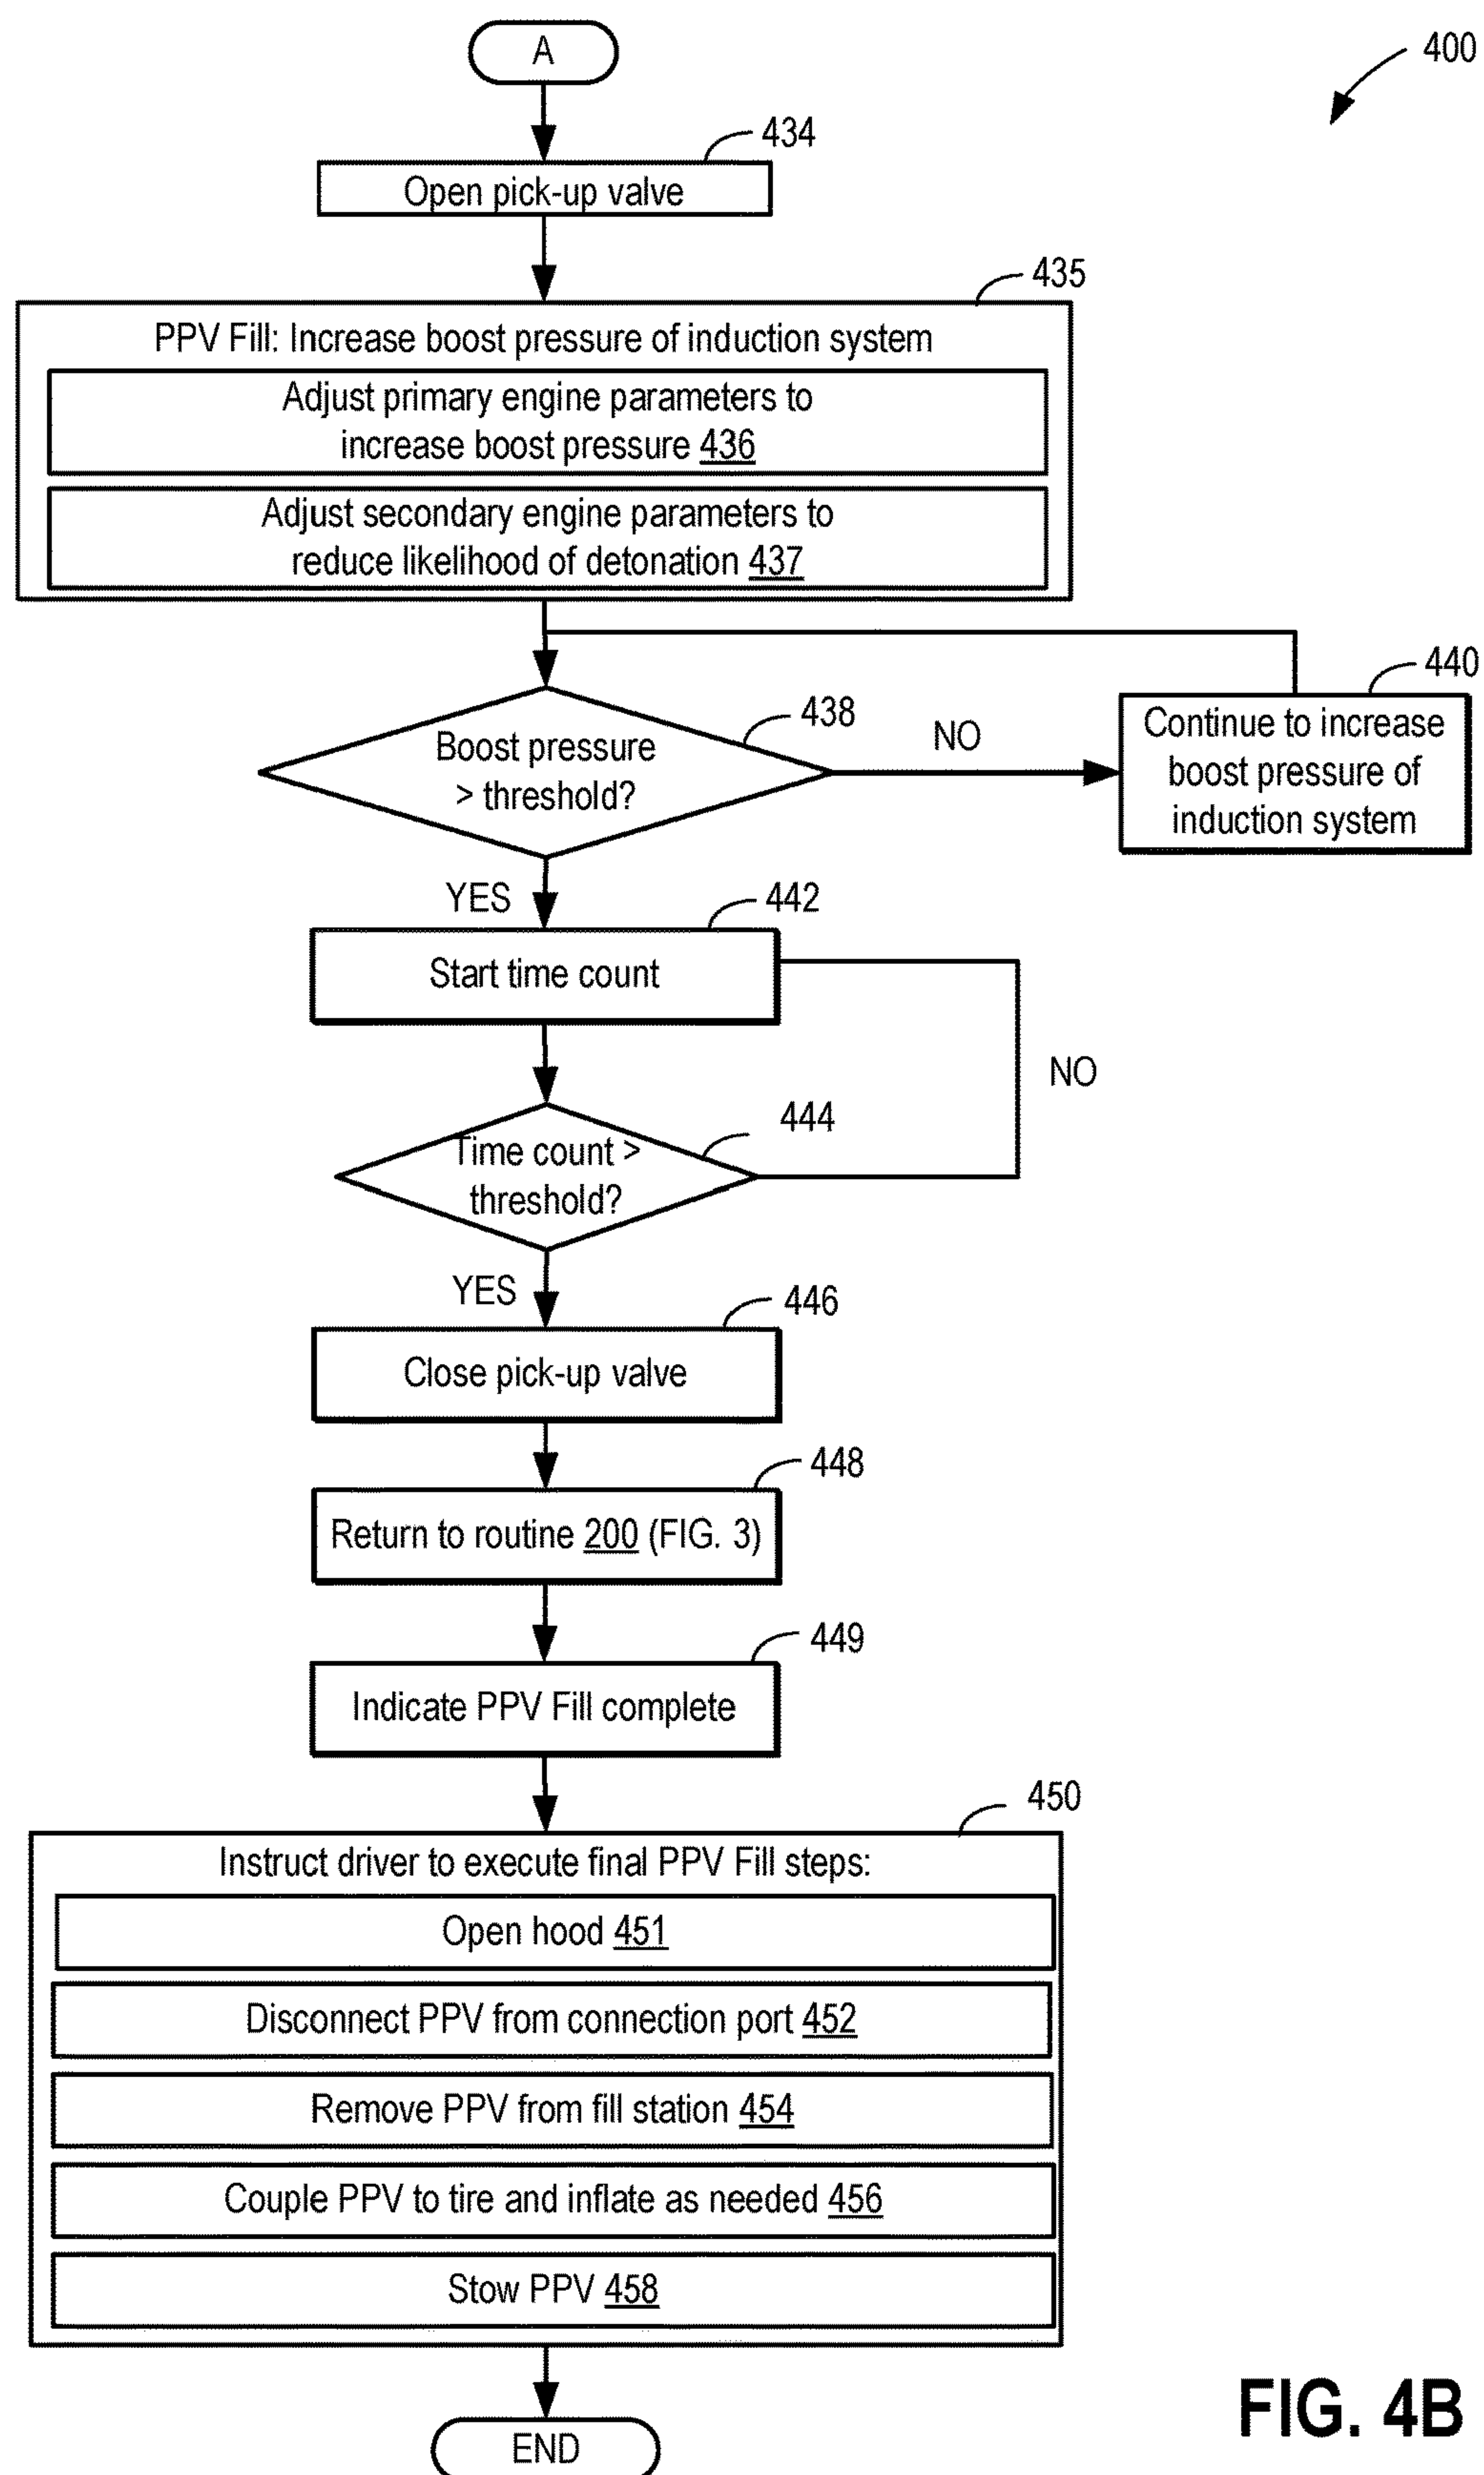 A
400
434
Open pick-up valve
435
PPV Fill: Increase boost pressure of induction system
Adjust primary engine parameters to
increase boost pressure 436
Adjust secondary engine parameters to
reduce likelihood of detonation 437
438
Boost pressure
> threshold?
NO
440
Continue to increase
boost pressure of
induction system
YES
442
Start time count
NO
444
Time count >
threshold?
YES
446
Close pick-up valve
448
Return to routine 200 (FIG. 3)
449
Indicate PPV Fill complete
450
Instruct driver to execute final PPV Fill steps:
Open hood 451
Disconnect PPV from connection port 452
Remove PPV from fill station 454
Couple PPV to tire and inflate as needed 456
Stow PPV 458
END
FIG. 4B